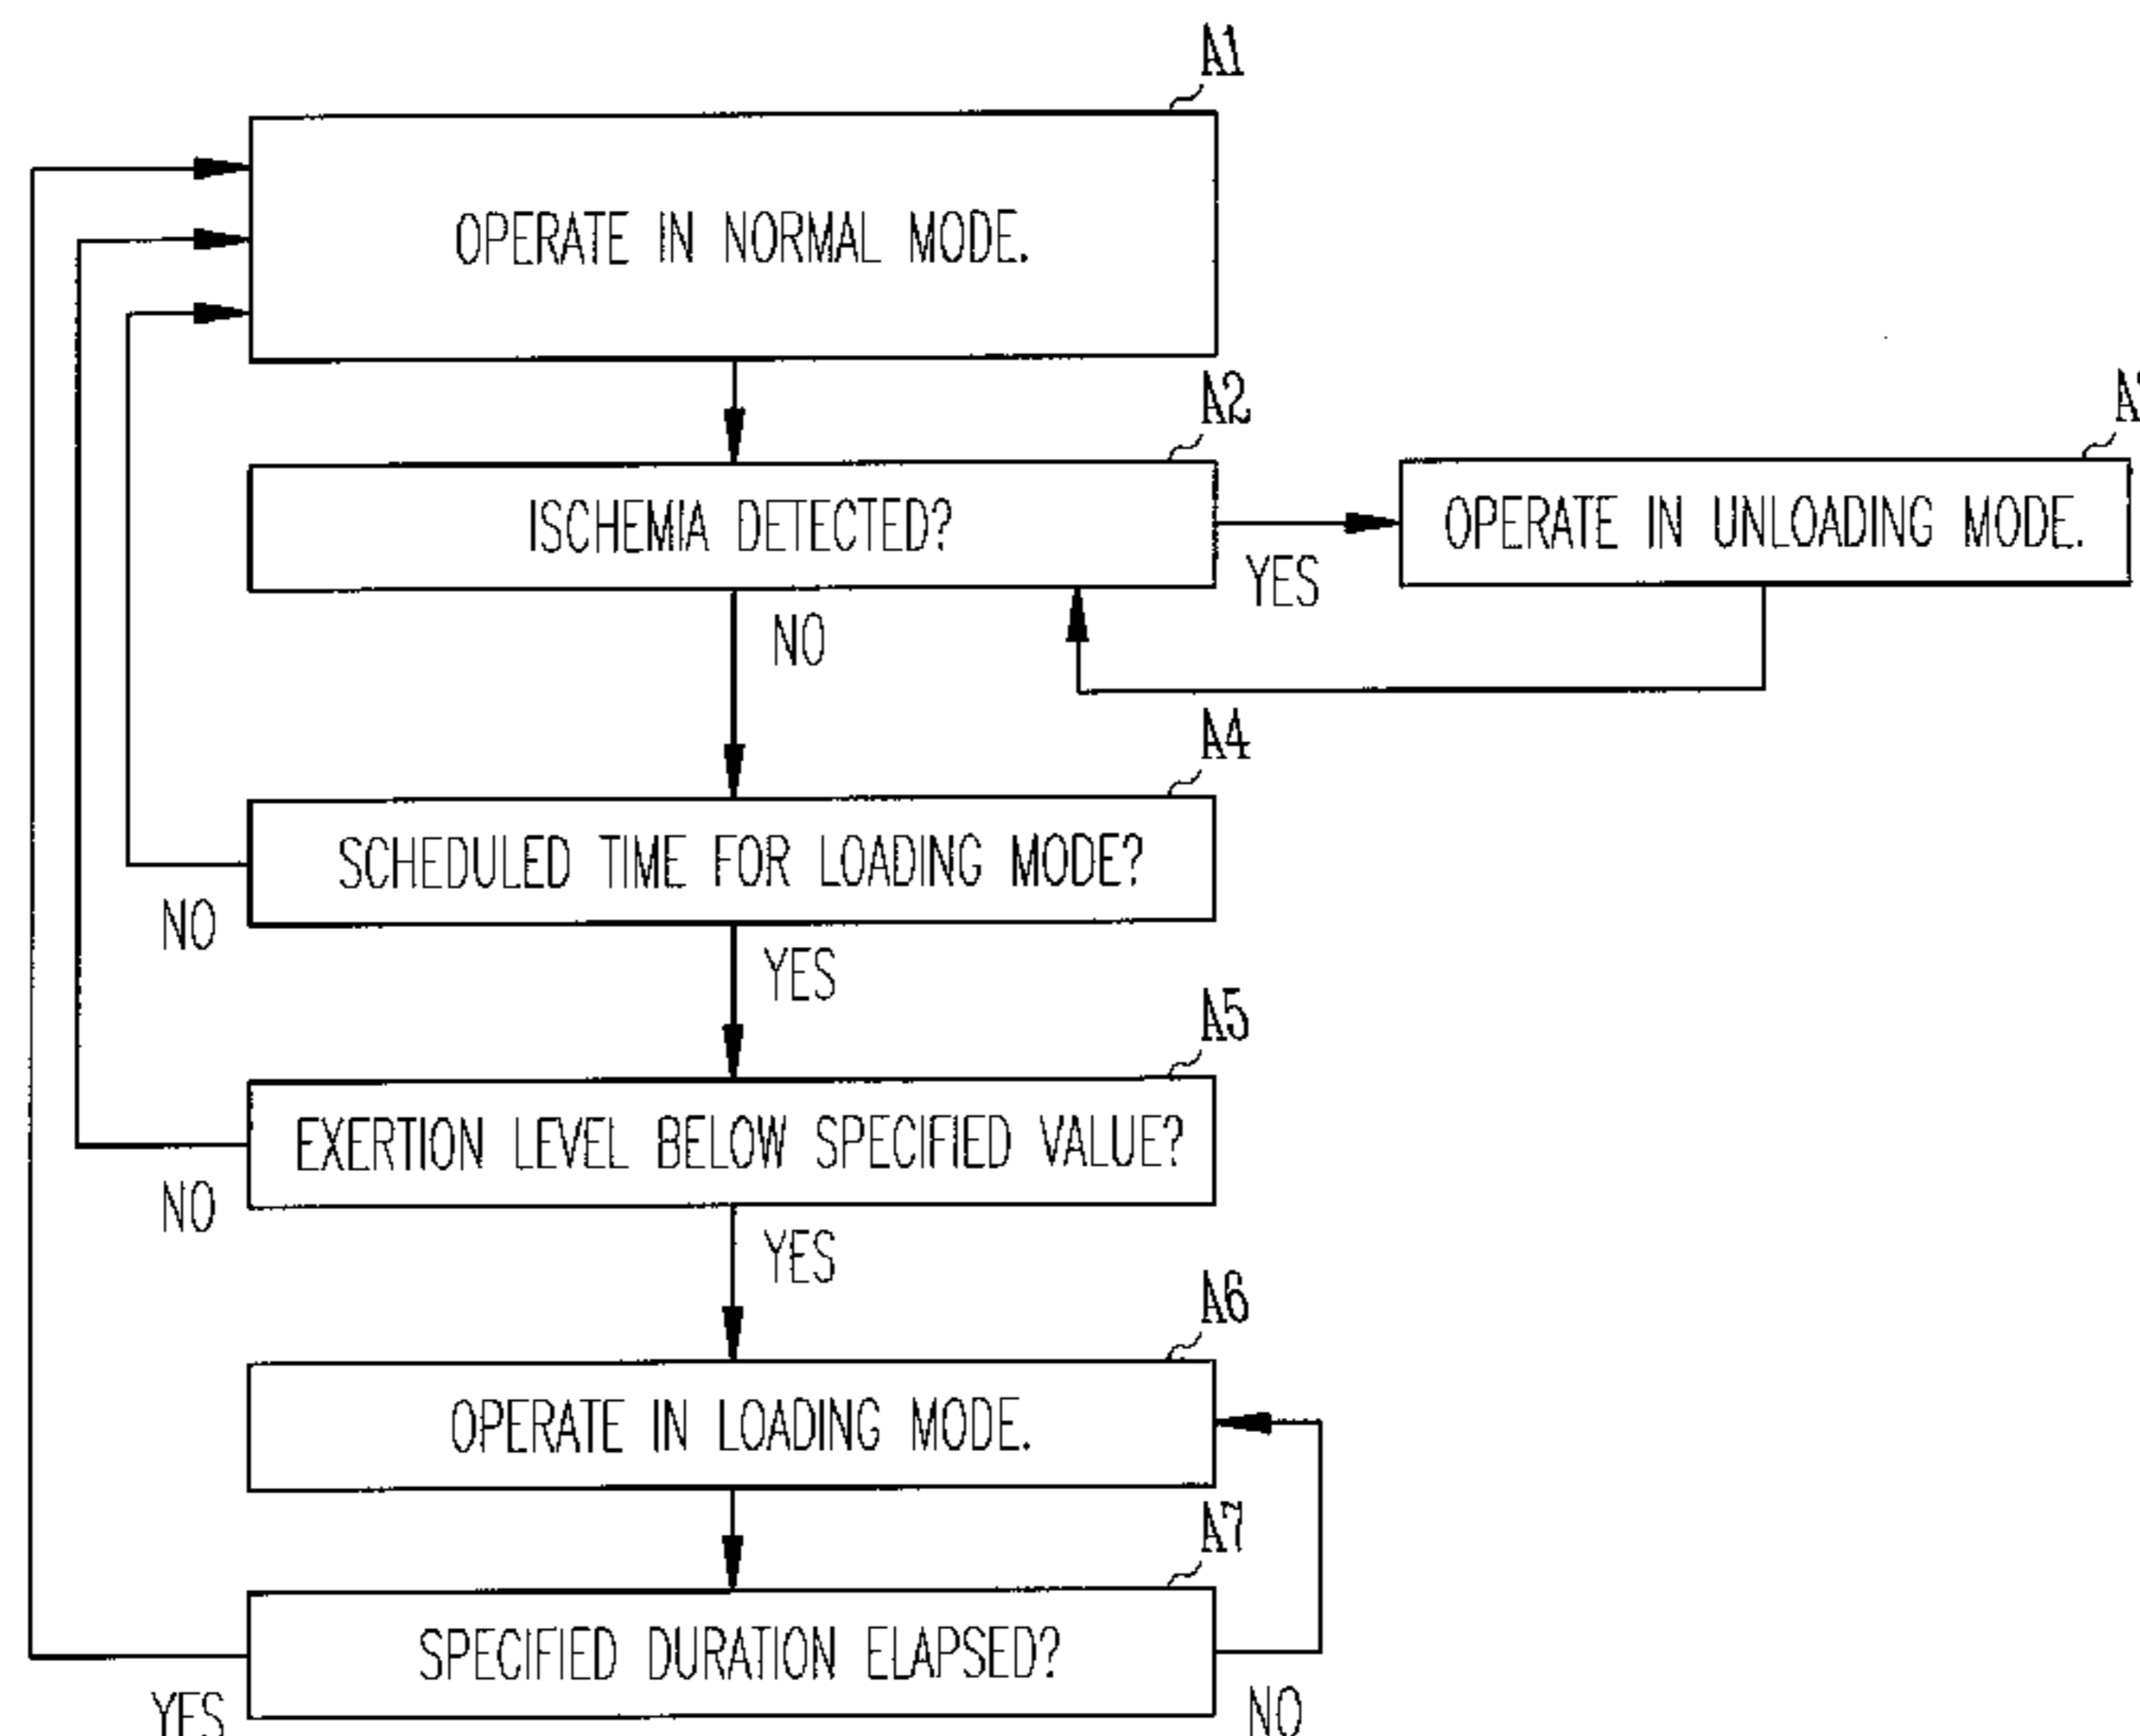 A1
OPERATE IN NORMAL MODE.
A2
ISCHEMIA DETECTED?
YES
OPERATE IN UNLOADING MODE.
NO
A4
SCHEDULED TIME FOR LOADING MODE?
NO
YES
A5
EXERTION LEVEL BELOW SPECIFIED VALUE?
NO
YES
A6
OPERATE IN LOADING MODE.
A7
SPECIFIED DURATION ELAPSED?
YES
NO